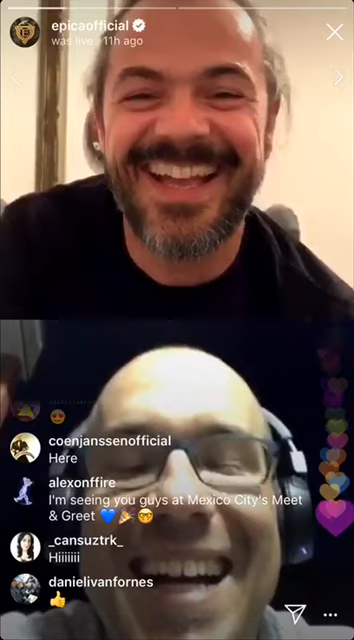 epicaofficial
was live · 11h ago
😍
coenjanssenofficial
Here
alexonffire
I'm seeing you guys at Mexico City's Meet
& Greet 💙🎉🤓
_cansuztrk_
Hiiiiiii
danielivanfornes
👍